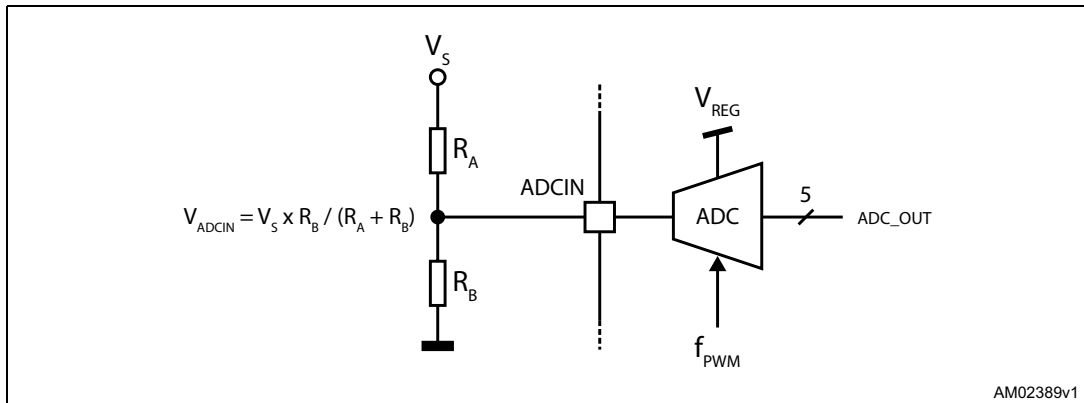 V_S
R_A
V_REG
ADCIN
5
V_ADCIN = V_S x R_B / (R_A + R_B)
ADC
ADC_OUT
R_B
f_PWM
AM02389v1